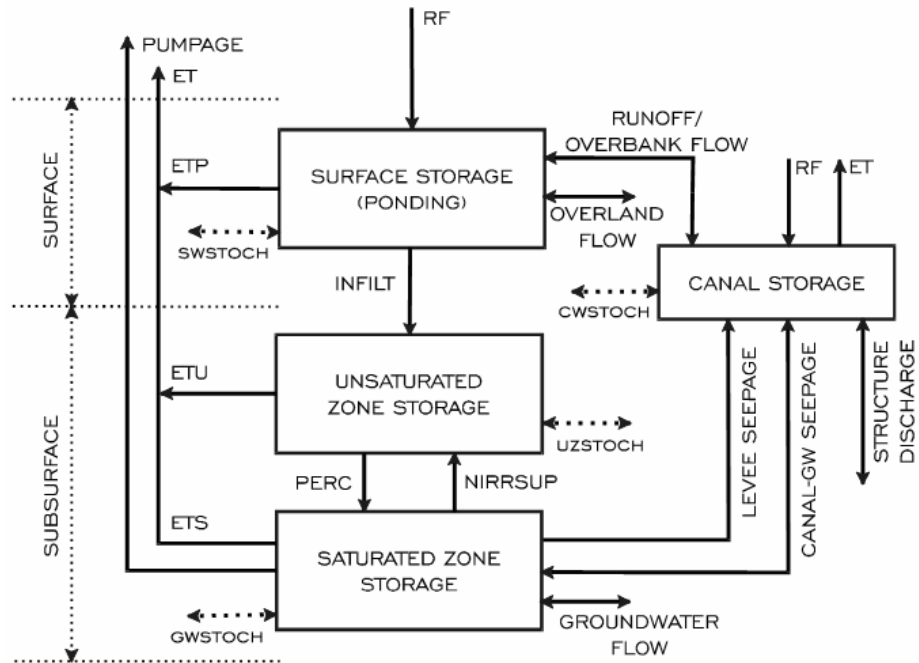 RF
PUMPAGE
ET
RUNOFF/
OVERBANK FLOW
SURFACE
ETP
SURFACE STORAGE
(PONDING)
RF
ET
OVERLAND
FLOW
SWSTOCH
INFILT
CANAL STORAGE
CWSTOCH
SUBSURFACE
ETU
UNSATURATED
ZONE STORAGE
UZSTOCH
LEVEE SEEPAGE
CANAL-GW SEEPAGE
STRUCTURE
DISCHARGE
PERC
NIRRSUP
ETS
SATURATED ZONE
STORAGE
GWSTOCH
GROUNDWATER
FLOW